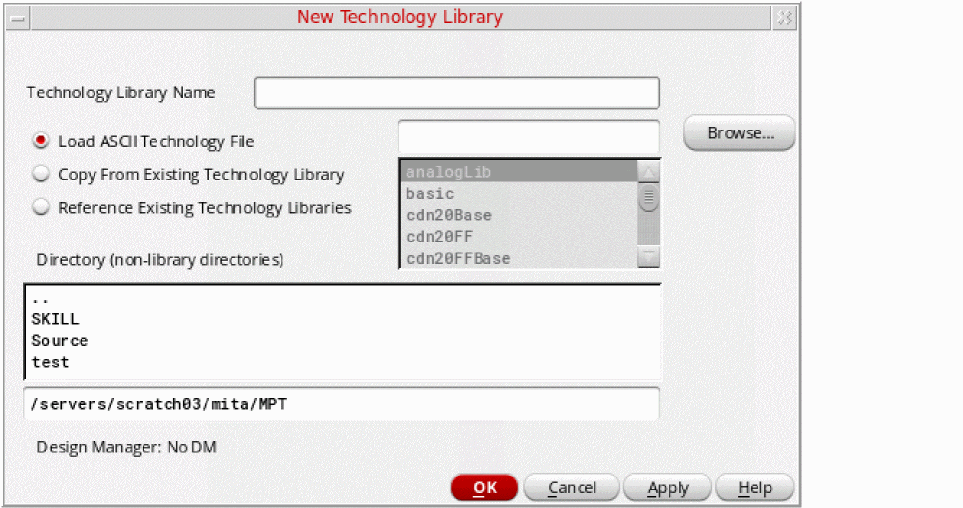 New Technology Library
Technology Library Name
Load ASCII Technology File
Browse...
Copy From Existing Technology Library
Reference Existing Technology Libraries
analogLib
basic
cdn20Base
cdn20FF
cdn20FFBase
Directory (non-library directories)
..
SKILL
Source
test
/servers/scratch03/mita/MPT
Design Manager: No DM
OK Cancel Apply Help